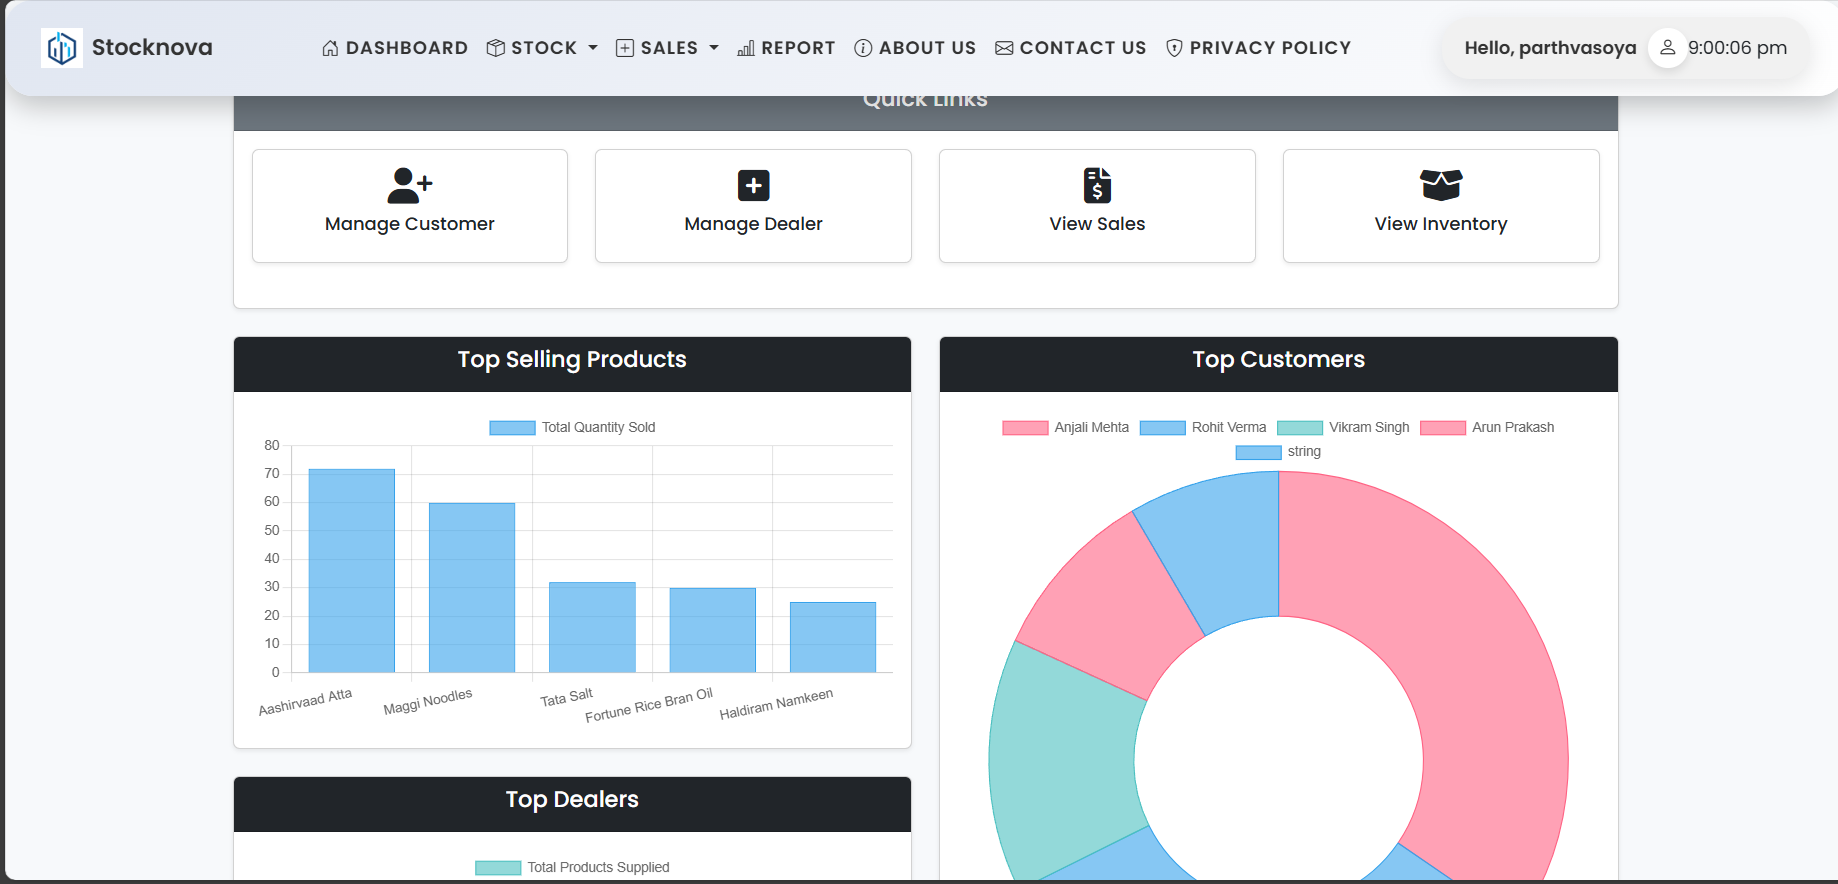 Stocknova DASHBOARD STOCK SALES REPORT ABOUT US CONTACT US PRIVACY POLICY Hello, parthvasoya 9:00:06 pm
Quick Links
Manage Customer
Manage Dealer
View Sales
View Inventory
Top Selling Products
Total Quantity Sold
80
70
60
50
40
30
20
10
0
Aashirvaad Atta
Maggi Noodles
Tata Salt
Fortune Rice Bran Oil
Haldiram Namkeen
Top Customers
Anjali Mehta Rohit Verma Vikram Singh Arun Prakash
string
Top Dealers
Total Products Supplied